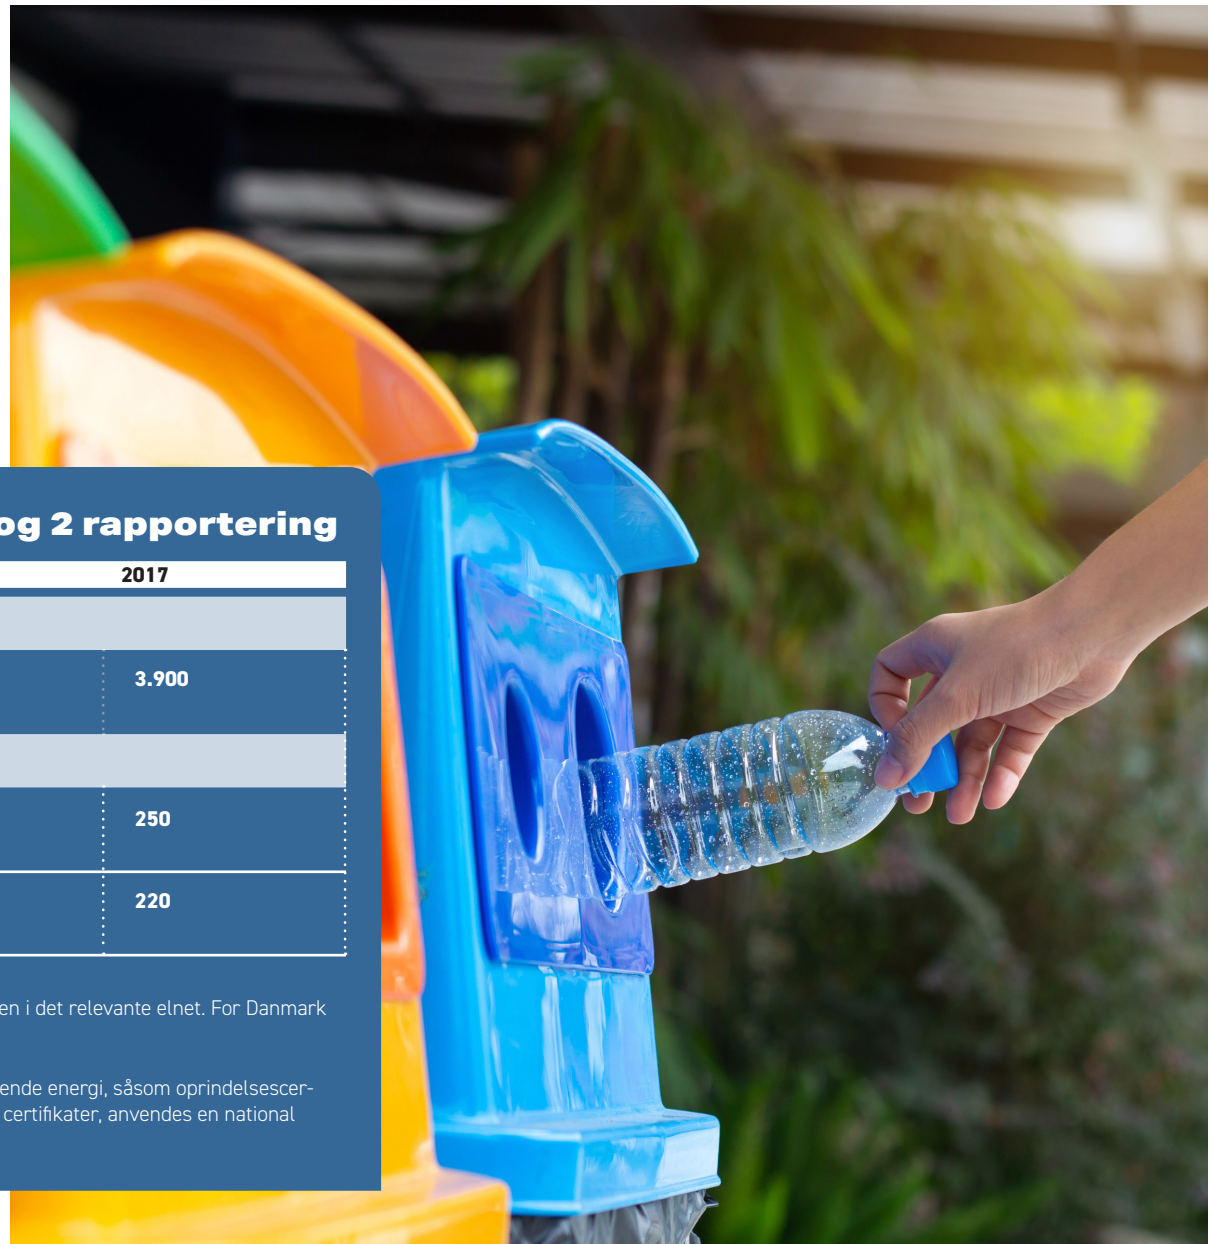 og 2 rapportering
2017
3.900
250
220
en i det relevante elnet. For Danmark
ende energi, såsom oprindelsescer-
certifikater, anvendes en national